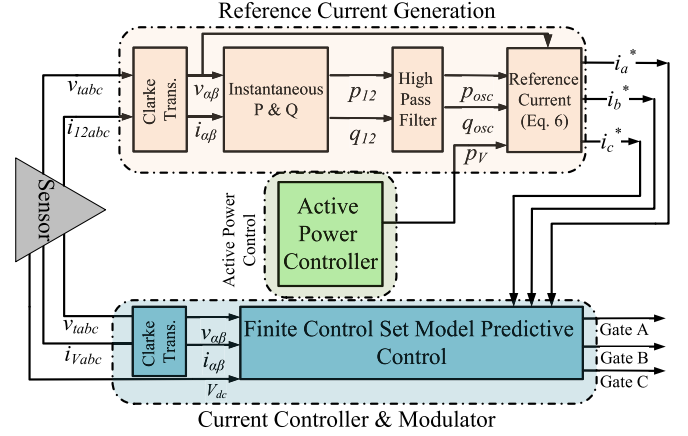 Reference Current Generation
v_tabc
i_12abc
Clarke
Trans.
v_αβ
i_αβ
Instantaneous
P & Q
p_12
q_12
High
Pass
Filter
p_osc
q_osc
p_V
Reference
Current
(Eq. 6)
i_a*
i_b*
i_c*
Sensor
Active Power
Control
Active
Power
Controller
v_tabc
i_Vabc
Clarke
Trans.
v_αβ
i_αβ
V_dc
Finite Control Set Model Predictive
Control
Gate A
Gate B
Gate C
Current Controller & Modulator